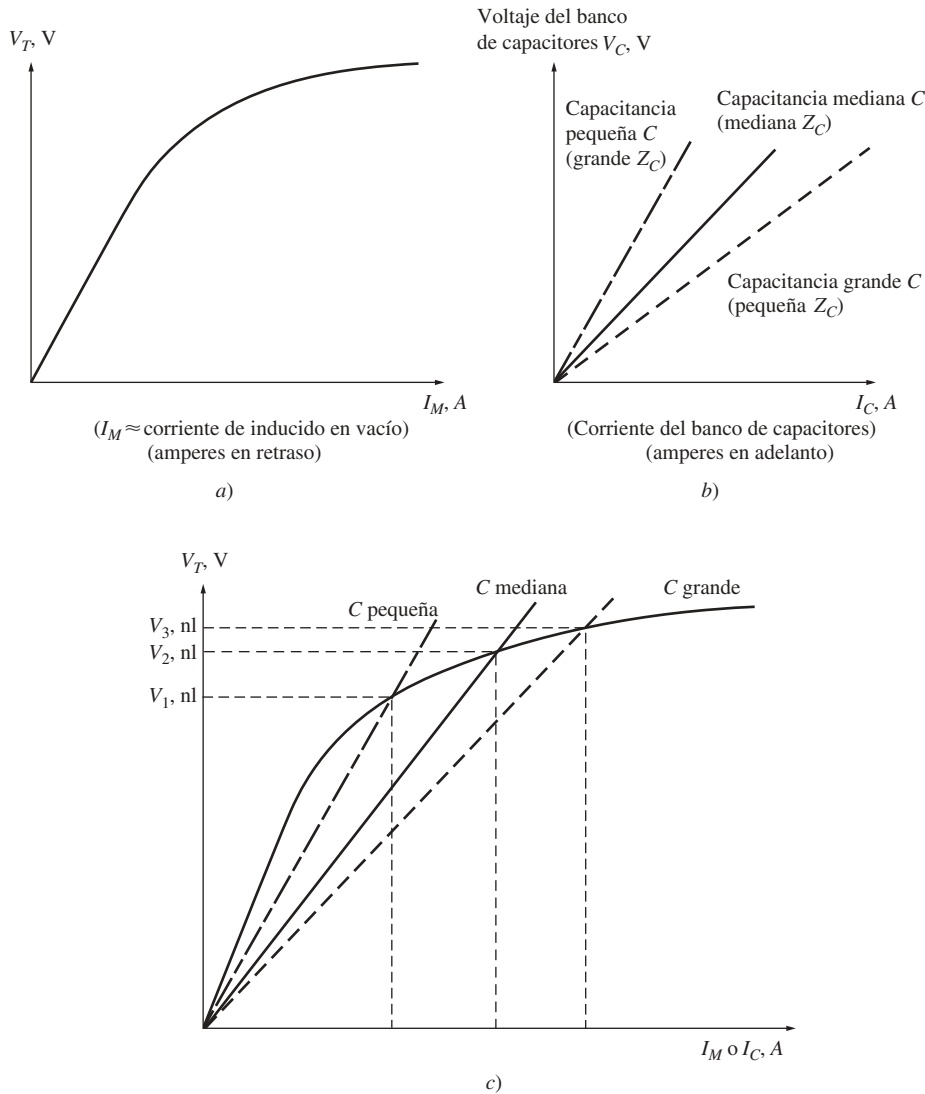 V_T, V
I_M, A
(I_M ≈ corriente de inducido en vacío)
(amperes en retraso)
a)
Voltaje del banco
de capacitores V_C, V
Capacitancia
pequeña C
(grande Z_C)
Capacitancia mediana C
(mediana Z_C)
Capacitancia grande C
(pequeña Z_C)
I_C, A
(Corriente del banco de capacitores)
(amperes en adelanto)
b)
V_T, V
C pequeña
C mediana
C grande
V_3, nl
V_2, nl
V_1, nl
I_M o I_C, A
c)